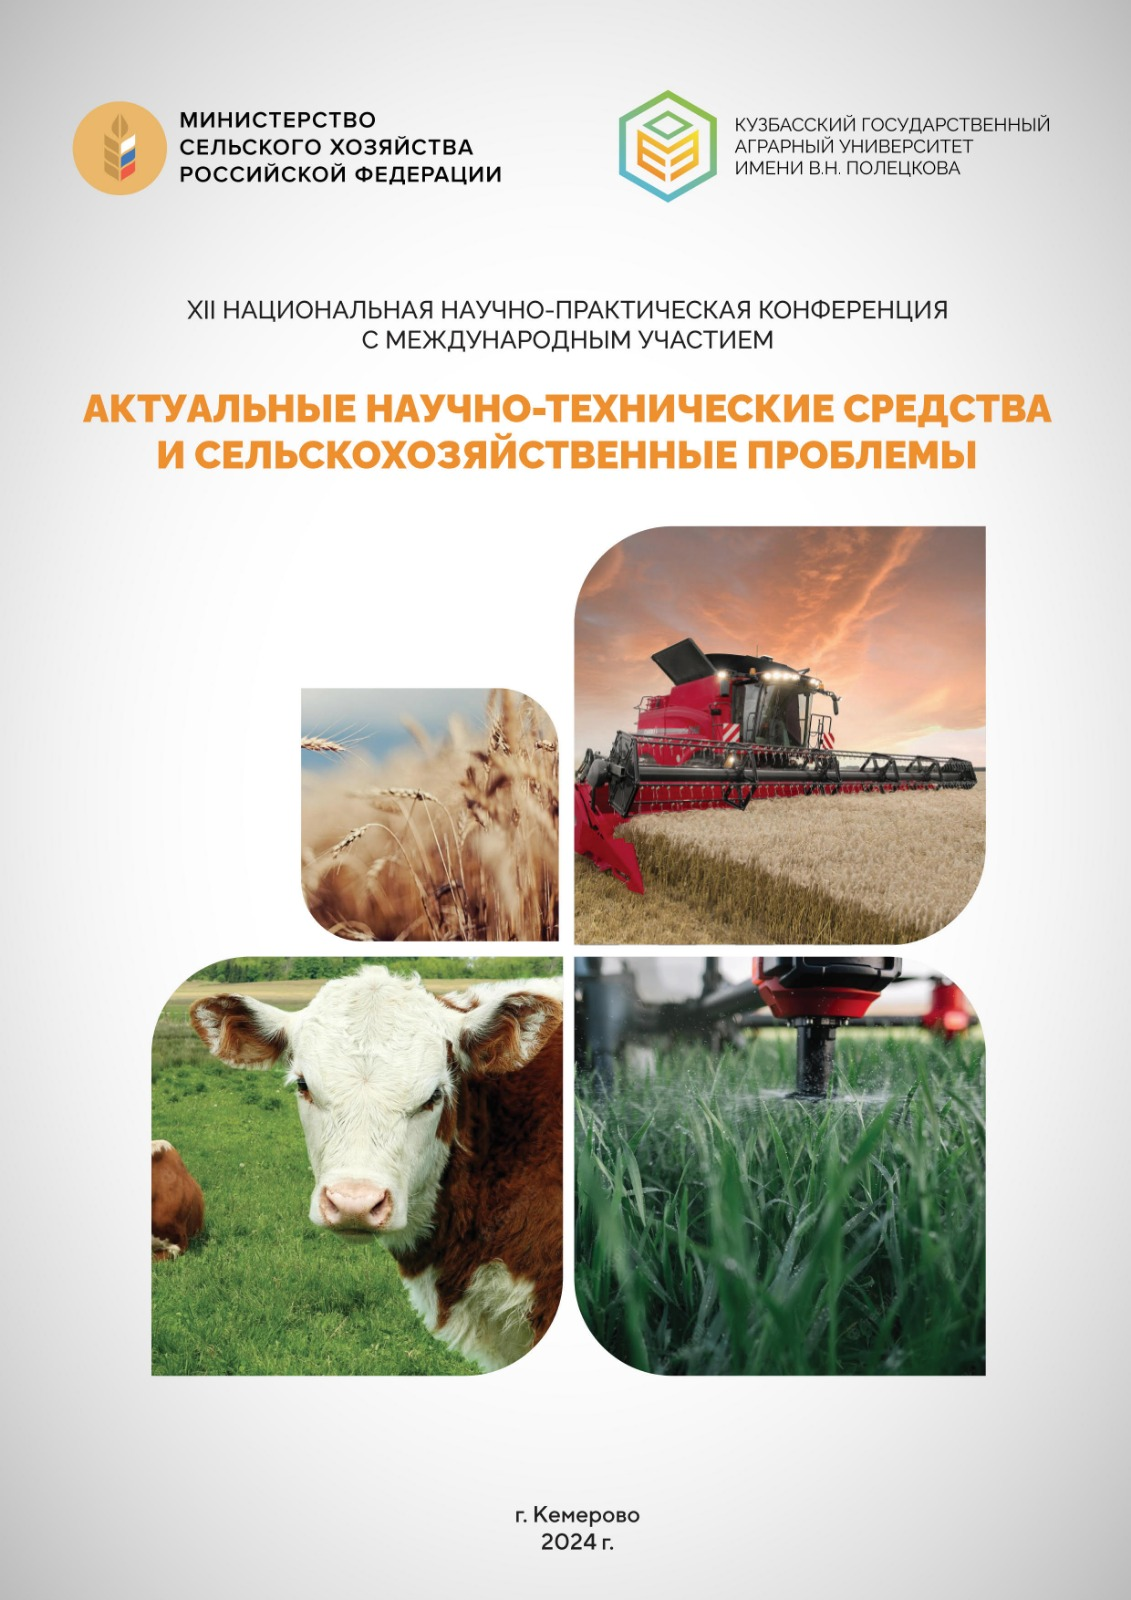 МИНИСТЕРСТВО
СЕЛЬСКОГО ХОЗЯЙСТВА
РОССИЙСКОЙ ФЕДЕРАЦИИ
КУЗБАССКИЙ ГОСУДАРСТВЕННЫЙ
АГРАРНЫЙ УНИВЕРСИТЕТ
ИМЕНИ В.Н. ПОЛЕЦКОВА
XII НАЦИОНАЛЬНАЯ НАУЧНО-ПРАКТИЧЕСКАЯ КОНФЕРЕНЦИЯ
С МЕЖДУНАРОДНЫМ УЧАСТИЕМ
АКТУАЛЬНЫЕ НАУЧНО-ТЕХНИЧЕСКИЕ СРЕДСТВА
И СЕЛЬСКОХОЗЯЙСТВЕННЫЕ ПРОБЛЕМЫ
г. Кемерово
2024 г.